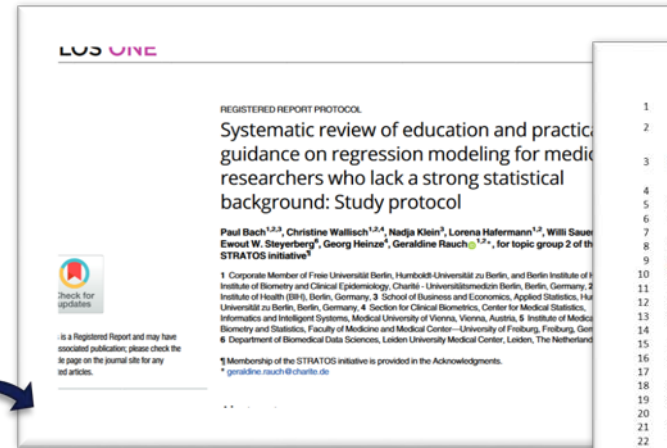 LOS ONE
REGISTERED REPORT PROTOCOL
Systematic review of education and practic
guidance on regression modeling for medic
researchers who lack a strong statistical
background: Study protocol
Paul Bach1,2,3, Christine Wallisch1,2,4, Nadja Klein3, Lorena Hafermann1,2, Willi Saue
Ewout W. Steyerberg6, Georg Heinze4, Geraldine Rauch1,2*, for topic group 2 of th
STRATOS initiative¶
1 Corporate Member of Freie Universität Berlin, Humboldt-Universität zu Berlin, and Berlin Institute of H
Institute of Biometry and Clinical Epidemiology, Charité - Universitätsmedizin Berlin, Berlin, Germany, 2
Institute of Health (BIH), Berlin, Germany, 3 School of Business and Economics, Applied Statistics, Hu
Universität zu Berlin, Berlin, Germany, 4 Section for Clinical Biometrics, Center for Medical Statistics,
Informatics and Intelligent Systems, Medical University of Vienna, Vienna, Austria, 5 Institute of Medica
Biometry and Statistics, Faculty of Medicine and Medical Center—University of Freiburg, Freiburg, Ger
6 Department of Biomedical Data Sciences, Leiden University Medical Center, Leiden, The Netherland
¶ Membership of the STRATOS initiative is provided in the Acknowledgments.
* geraldine.rauch@charite.de
Check for
updates
is a Registered Report and may have
ssociated publication; please check the
le page on the journal site for any
ed articles.
1
2
3
4
5
6
7
8
9
10
11
12
13
14
15
16
17
18
19
20
21
22